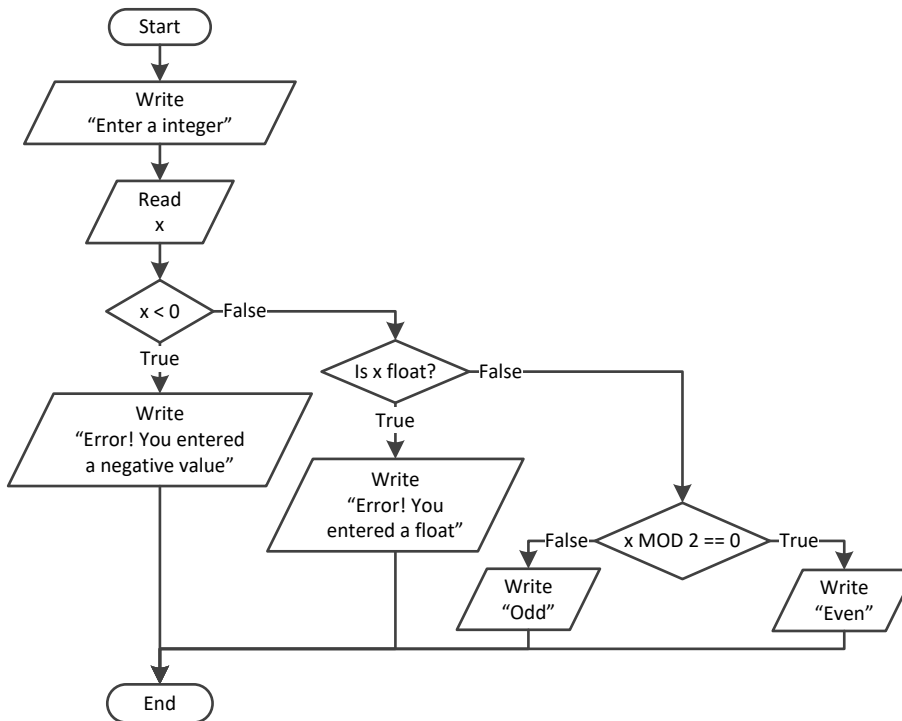 Start
Write
“Enter a integer”
Read
x
x < 0
False
True
Is x float?
False
True
Write
“Error! You entered
a negative value”
Write
“Error! You
entered a float”
x MOD 2 == 0
False
True
Write
“Odd”
Write
“Even”
End